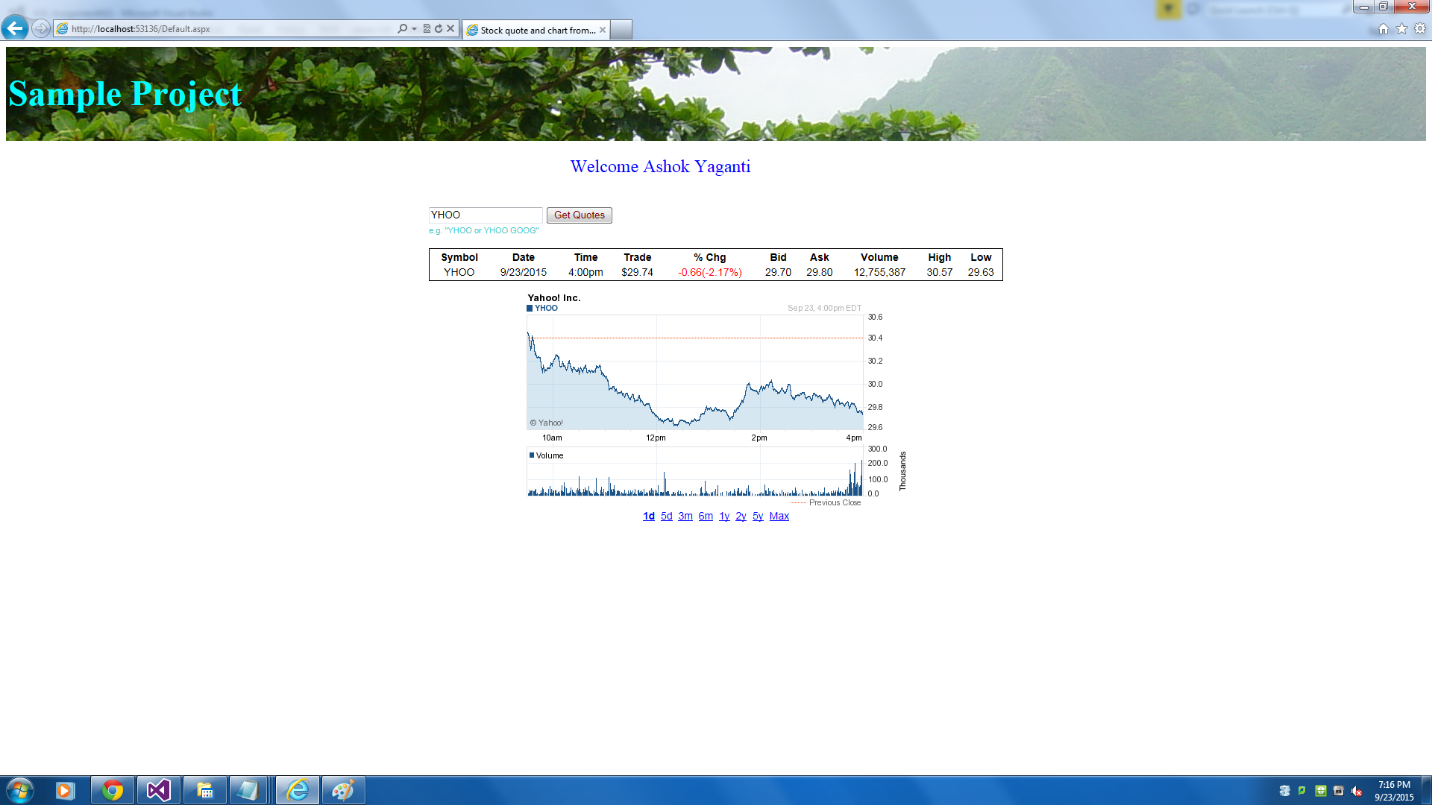 http://localhost:53136/Default.aspx
Stock quote and chart from...
Sample Project
Welcome Ashok Yaganti
YHOO Get Quotes
e.g. "YHOO or YHOO GOOG"
Symbol Date Time Trade % Chg Bid Ask Volume High Low
YHOO 9/23/2015 4:00pm $29.74 -0.66(-2.17%) 29.70 29.80 12,755,387 30.57 29.63
Yahoo! Inc.
YHOO Sep 23, 4:00pm EDT
30.6
30.4
30.2
30.0
29.8
29.6
© Yahoo!
10am 12pm 2pm 4pm
Volume
300.0
200.0
100.0
0.0
Thousands
Previous Close
1d 5d 3m 6m 1y 2y 5y Max
7:16 PM
9/23/2015